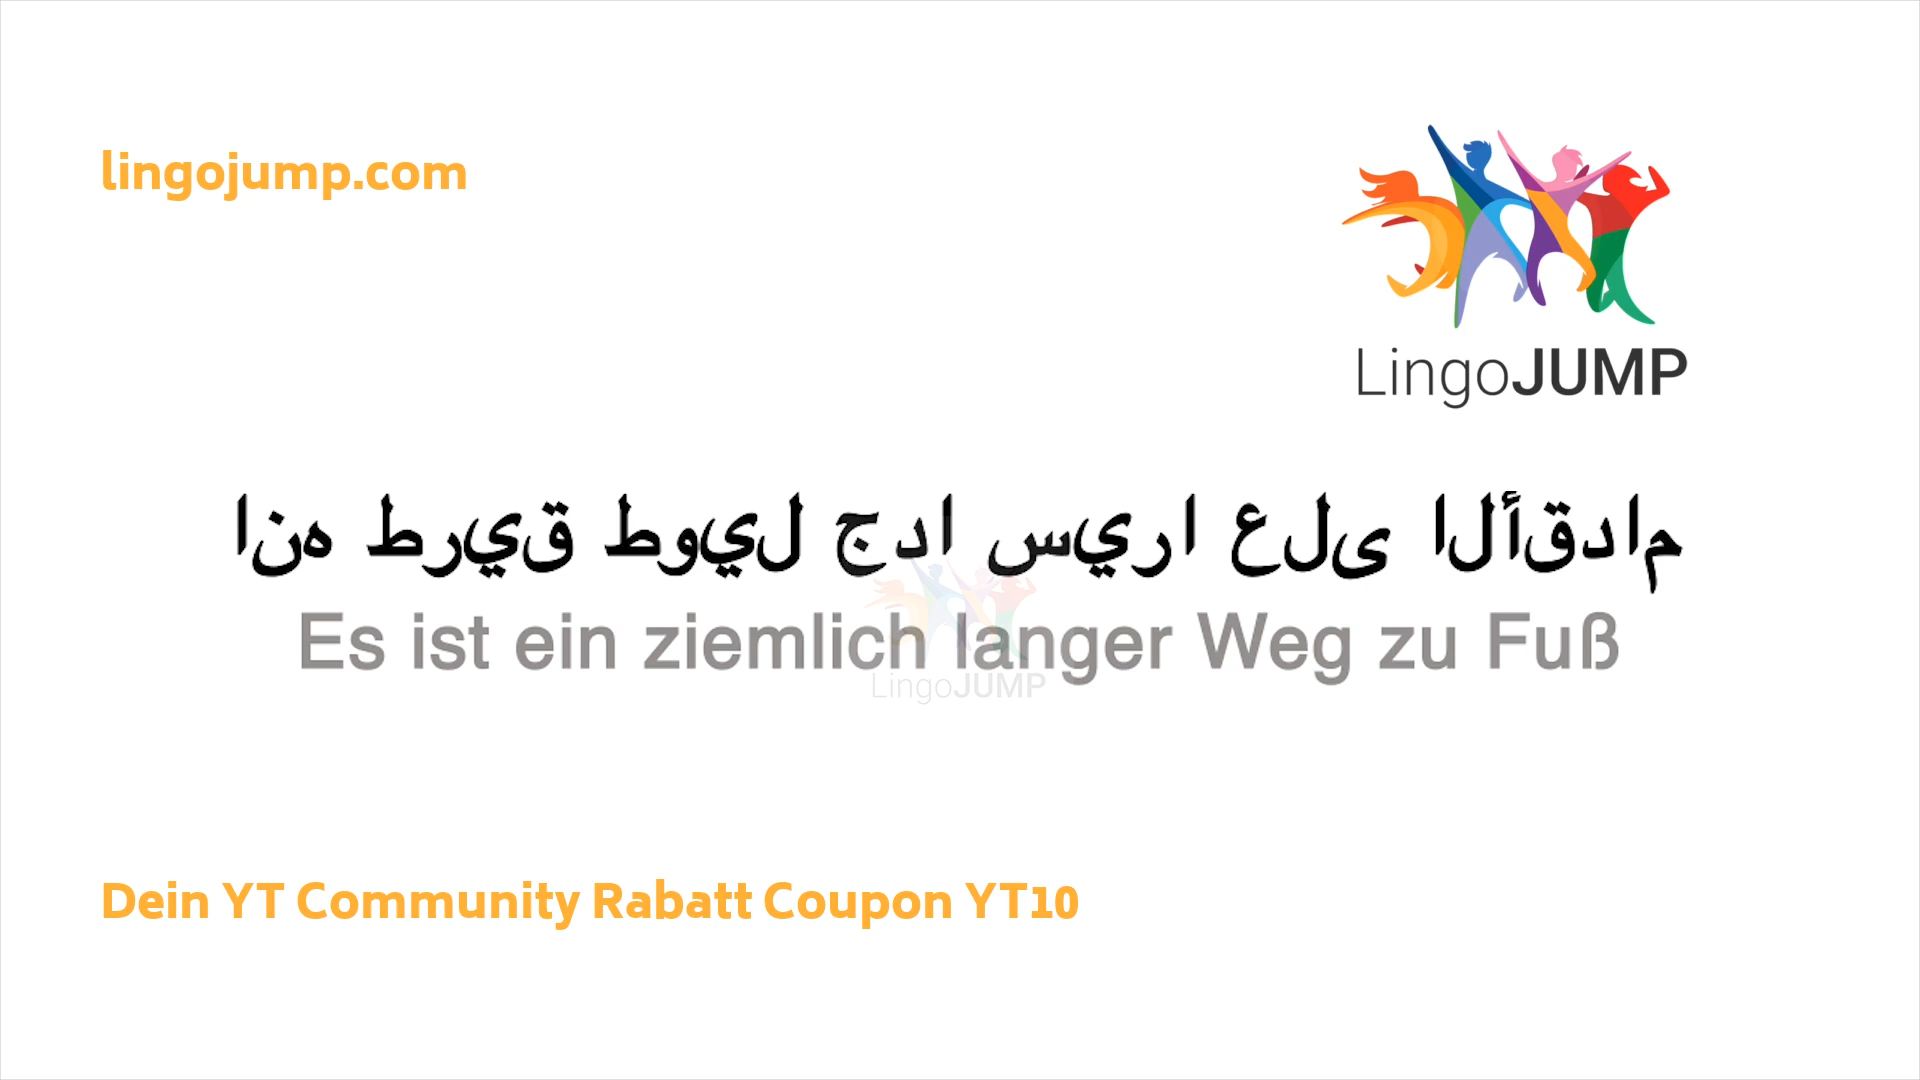 lingojump.com
LingoJUMP
انه طريق طويل جدا سيرا على الأقدام
Es ist ein ziemlich langer Weg zu Fuß
LingoJUMP
Dein YT Community Rabatt Coupon YT10